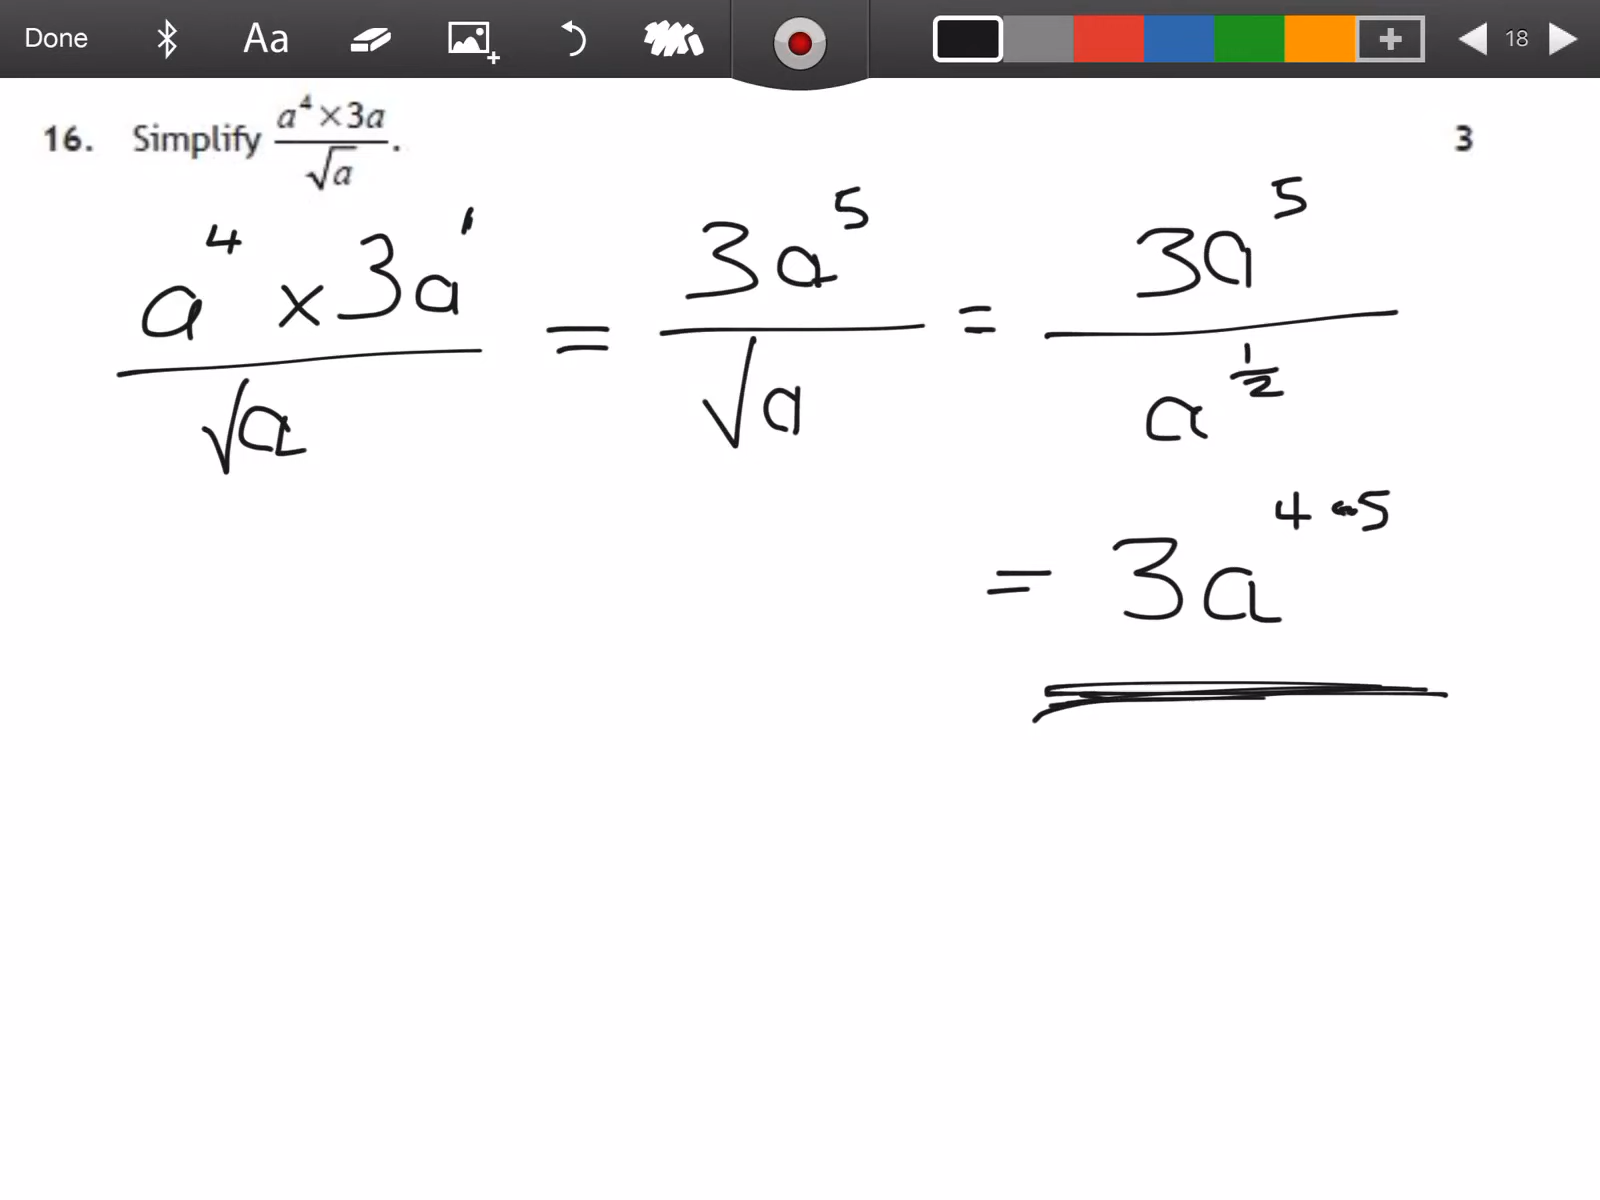 Done Aa 18
16. Simplify a⁴×3a/√a. 3
a⁴ × 3a¹/√a = 3a⁵/√a = 3a⁵/a^½
= 3a^4·5